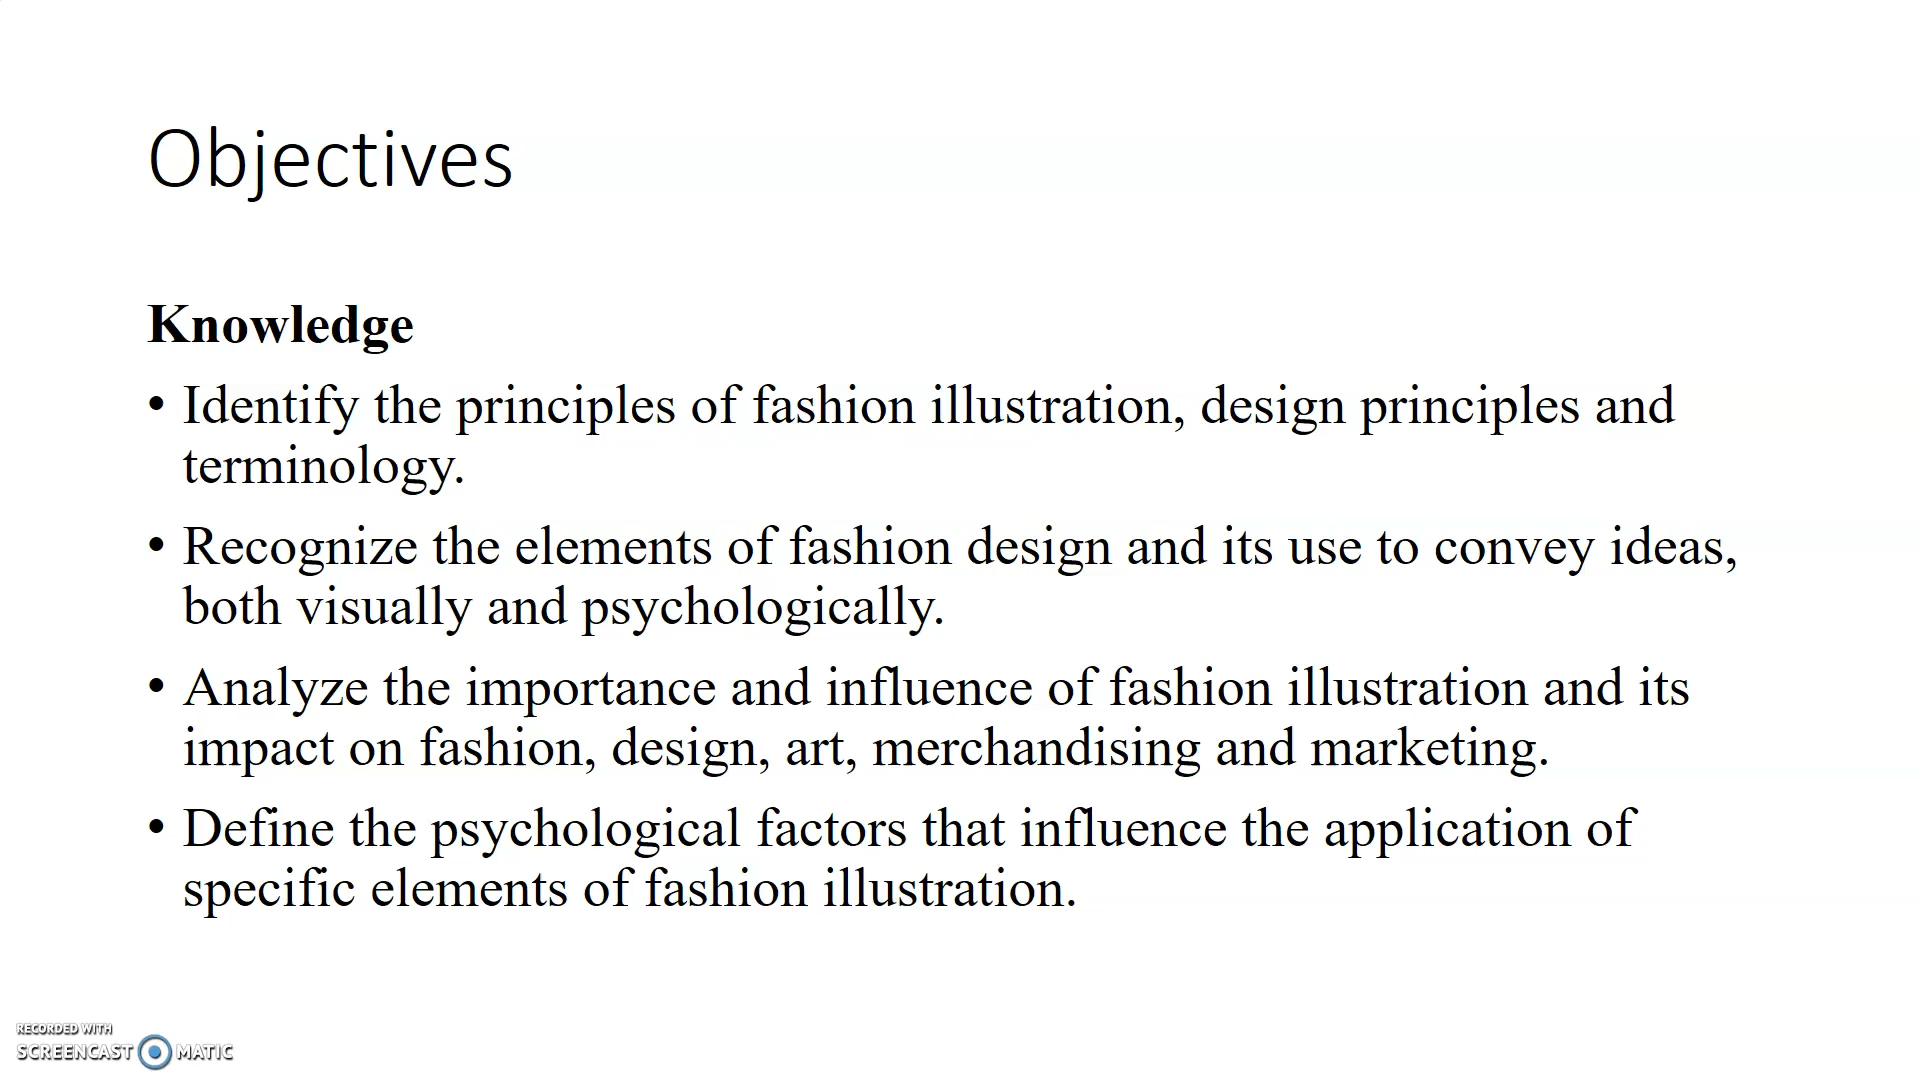 Objectives
Knowledge
• Identify the principles of fashion illustration, design principles and
terminology.
• Recognize the elements of fashion design and its use to convey ideas,
both visually and psychologically.
• Analyze the importance and influence of fashion illustration and its
impact on fashion, design, art, merchandising and marketing.
• Define the psychological factors that influence the application of
specific elements of fashion illustration.
RECORDED WITH
SCREENCAST MATIC